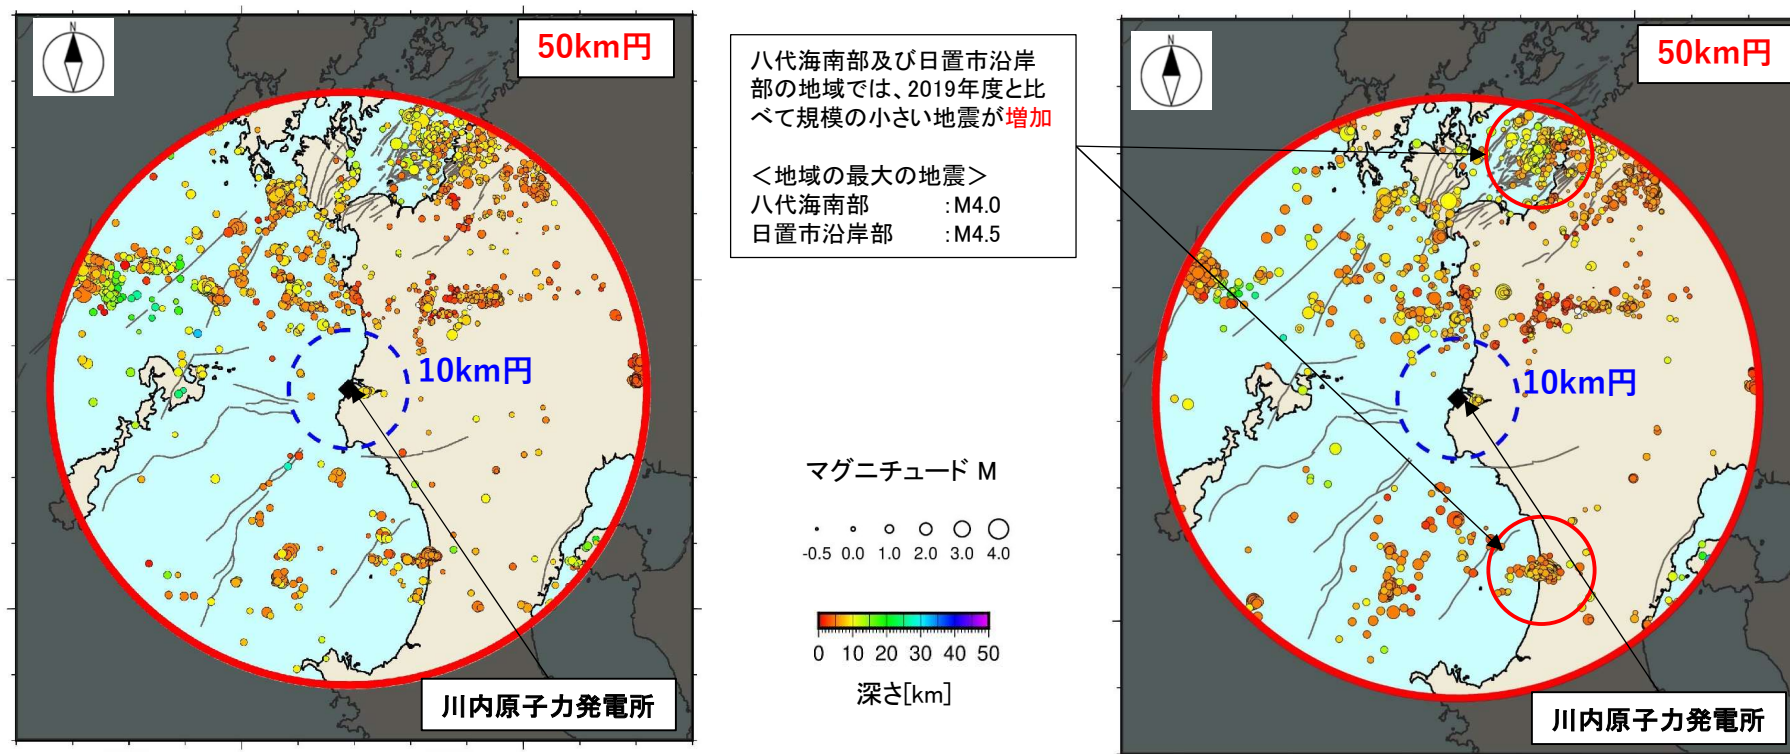 N
50km円
10km円
川内原子力発電所
八代海南部及び日置市沿岸
部の地域では、2019年度と比
べて規模の小さい地震が増加
＜地域の最大の地震＞
八代海南部 :M4.0
日置市沿岸部 :M4.5
マグニチュード M
-0.5 0.0 1.0 2.0 3.0 4.0
0 10 20 30 40 50
深さ[km]
N
50km円
10km円
川内原子力発電所